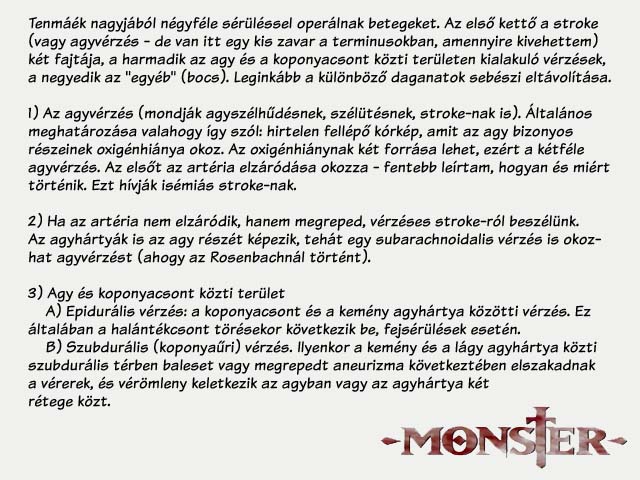 Tenmáék nagyjából négyféle sérüléssel operálnak betegeket. Az első kettő a stroke
(vagy agyvérzés - de van itt egy kis zavar a terminusokban, amennyire kivehettem)
két fajtája, a harmadik az agy és a koponyacsont közti területen kialakuló vérzések,
a negyedik az "egyéb" (bocs). Leginkább a különböző daganatok sebészi eltávolítása.
1) Az agyvérzés (mondják agyszélhűdésnek, szélütésnek, stroke-nak is). Általános
meghatározása valahogy így szól: hirtelen fellépő kórkép, amit az agy bizonyos
részeinek oxigénhiánya okoz. Az oxigénhiánynak két forrása lehet, ezért a kétféle
agyvérzés. Az elsőt az artéria elzáródása okozza - fentebb leírtam, hogyan és miért
történik. Ezt hívják isémiás stroke-nak.
2) Ha az artéria nem elzáródik, hanem megreped, vérzéses stroke-ról beszélünk.
Az agyhártyák is az agy részét képezik, tehát egy subarachnoidalis vérzés is okoz-
hat agyvérzést (ahogy az Rosenbachnál történt).
3) Agy és koponyacsont közti terület
A) Epidurális vérzés: a koponyacsont és a kemény agyhártya közötti vérzés. Ez
általában a halántékcsont törésekor következik be, fejsérülések esetén.
B) Szubdurális (koponyaűri) vérzés. Ilyenkor a kemény és a lágy agyhártya közti
szubdurális térben baleset vagy megrepedt aneurizma következtében elszakadnak
a vérerek, és vérömleny keletkezik az agyban vagy az agyhártya két
rétege közt.
-MONSTER-